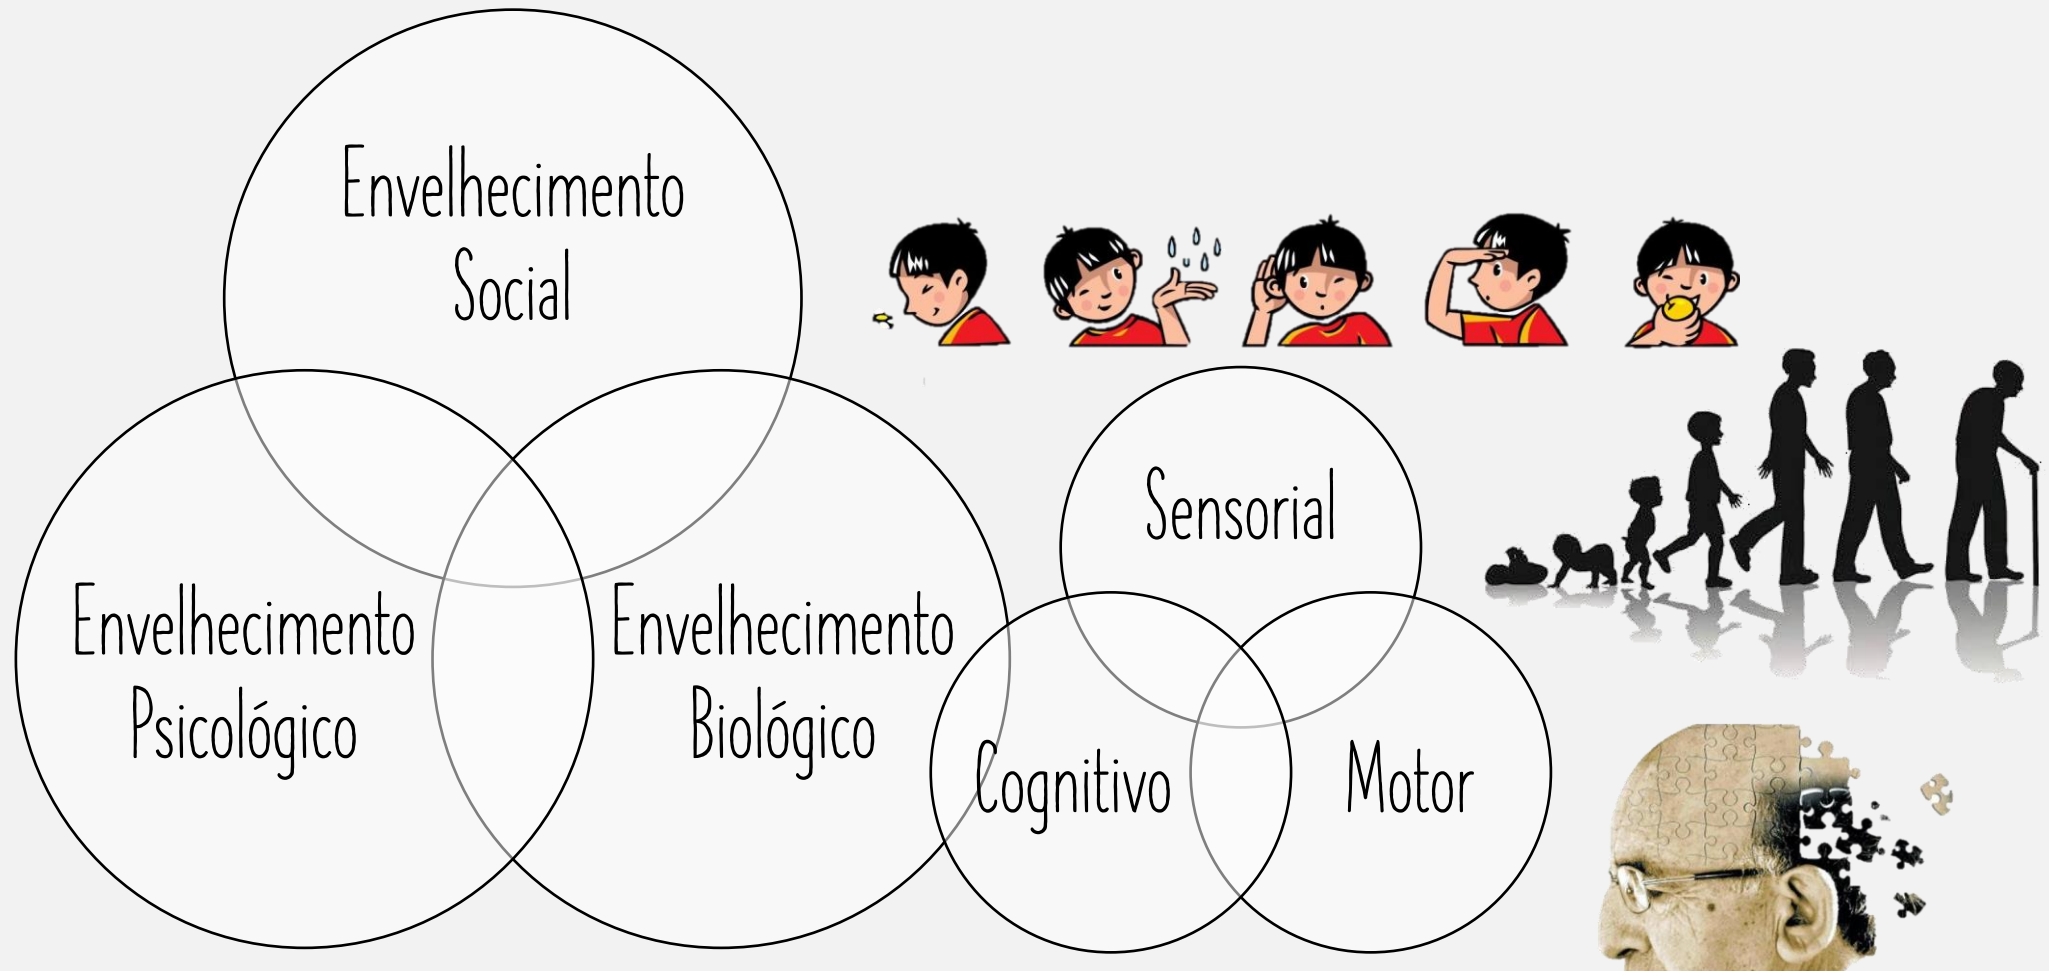 Envelhecimento
Social
Envelhecimento
Psicológico
Envelhecimento
Biológico
Sensorial
Cognitivo
Motor